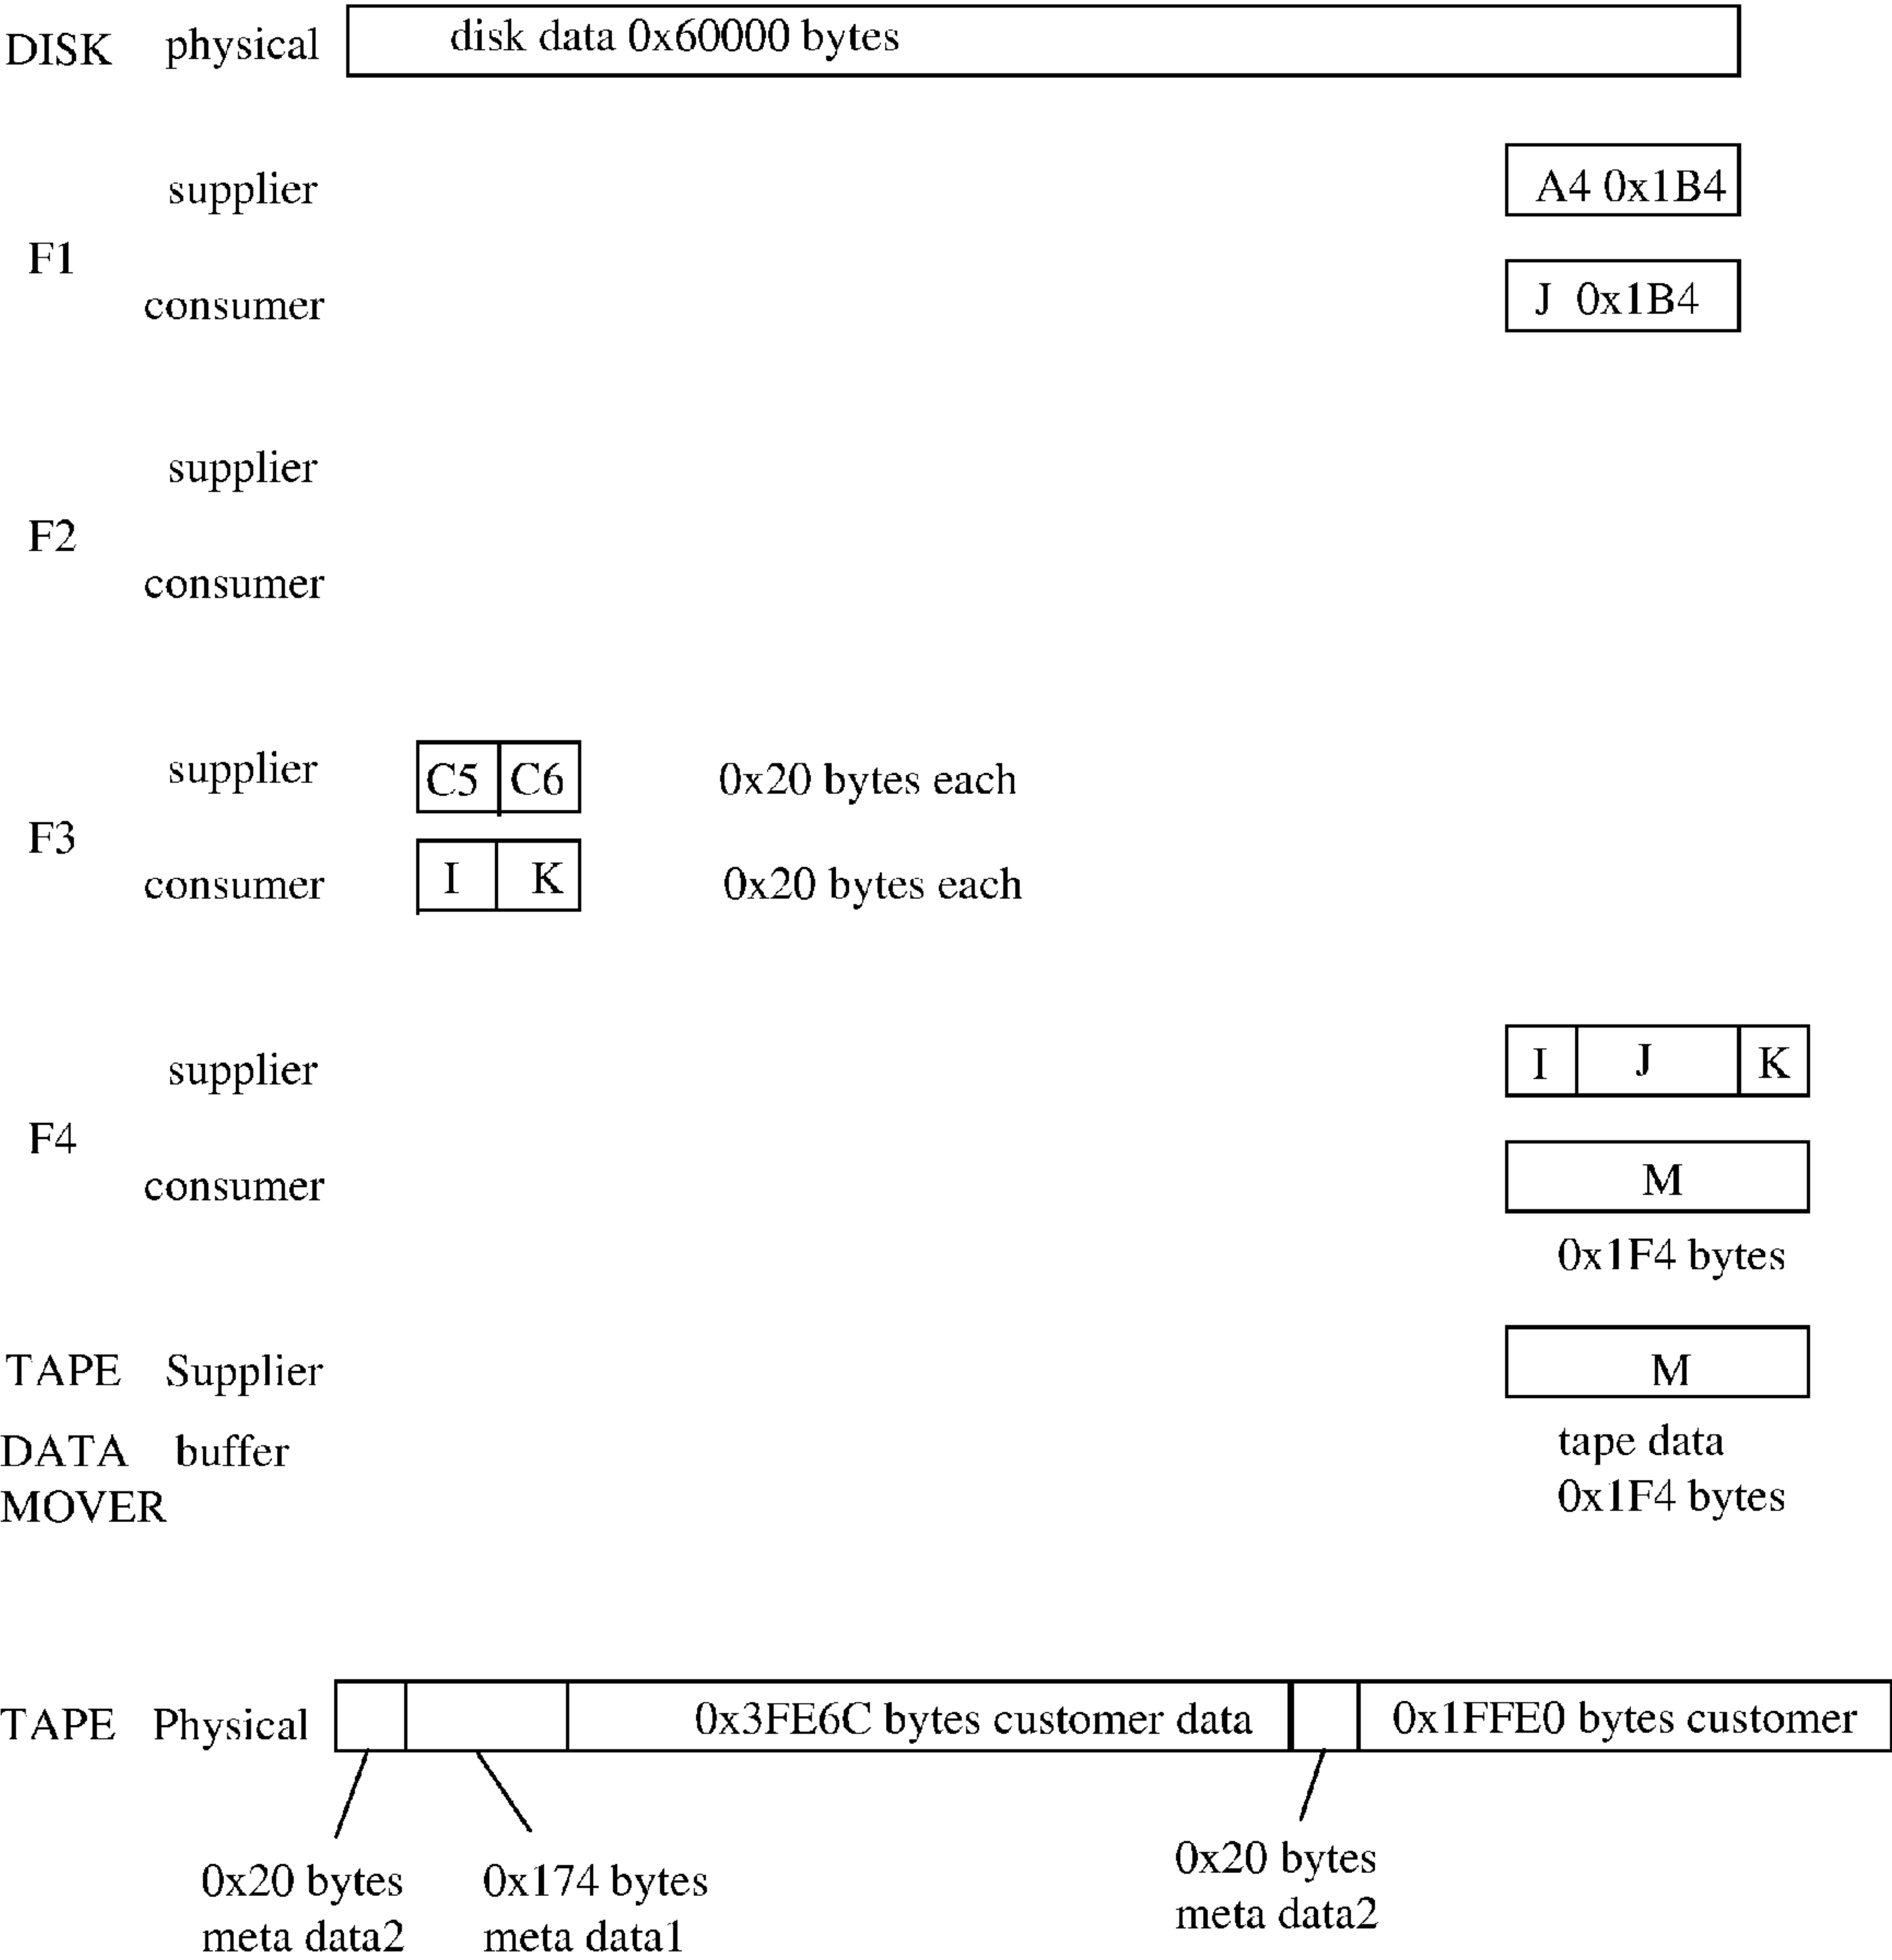 DISK physical disk data 0x60000 bytes
supplier A4 0x1B4
F1
consumer J 0x1B4
supplier
F2
consumer
supplier C5 C6 0x20 bytes each
F3
consumer I K 0x20 bytes each
supplier I J K
F4
consumer M
0x1F4 bytes
TAPE Supplier M
DATA buffer tape data
MOVER 0x1F4 bytes
TAPE Physical 0x3FE6C bytes customer data 0x1FFE0 bytes customer
0x20 bytes 0x174 bytes 0x20 bytes
meta data2 meta data1 meta data2